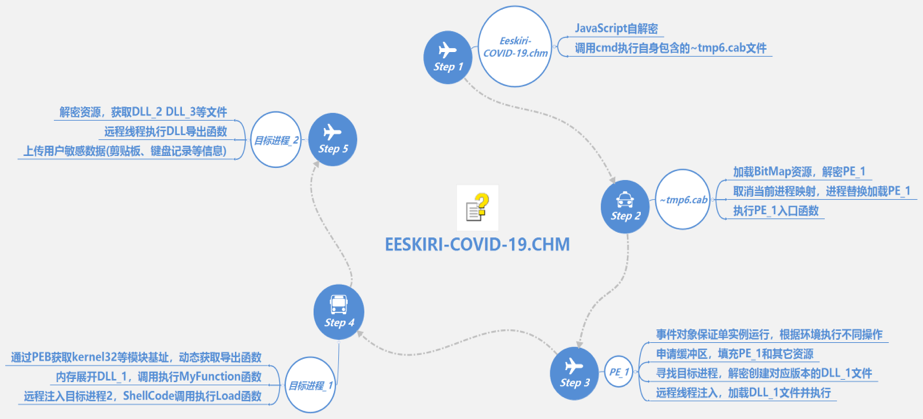 Step 1
Eeskiri-
COVID-19.chm
JavaScript自解密
调用cmd执行自身包含的~tmp6.cab文件
Step 2
~tmp6.cab
加载BitMap资源，解密PE_1
取消当前进程映射，进程替换加载PE_1
执行PE_1入口函数
EESKIRI-COVID-19.CHM
Step 3
PE_1
事件对象保证单实例运行，根据环境执行不同操作
申请缓冲区，填充PE_1和其它资源
寻找目标进程，解密创建对应版本的DLL_1文件
远程线程注入，加载DLL_1文件并执行
Step 4
目标进程_1
通过PEB获取kernel32等模块基址，动态获取导出函数
内存展开DLL_1，调用执行MyFunction函数
远程注入目标进程2，ShellCode调用执行Load函数
Step 5
目标进程_2
解密资源，获取DLL_2 DLL_3等文件
远程线程执行DLL导出函数
上传用户敏感数据(剪贴板、键盘记录等信息)